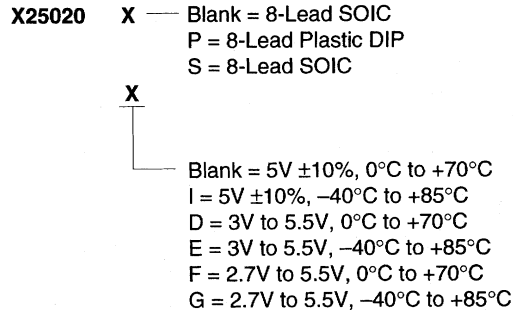 X25020 X Blank = 8-Lead SOIC
P = 8-Lead Plastic DIP
S = 8-Lead SOIC
X
Blank = 5V ±10%, 0°C to +70°C
I = 5V ±10%, –40°C to +85°C
D = 3V to 5.5V, 0°C to +70°C
E = 3V to 5.5V, –40°C to +85°C
F = 2.7V to 5.5V, 0°C to +70°C
G = 2.7V to 5.5V, –40°C to +85°C